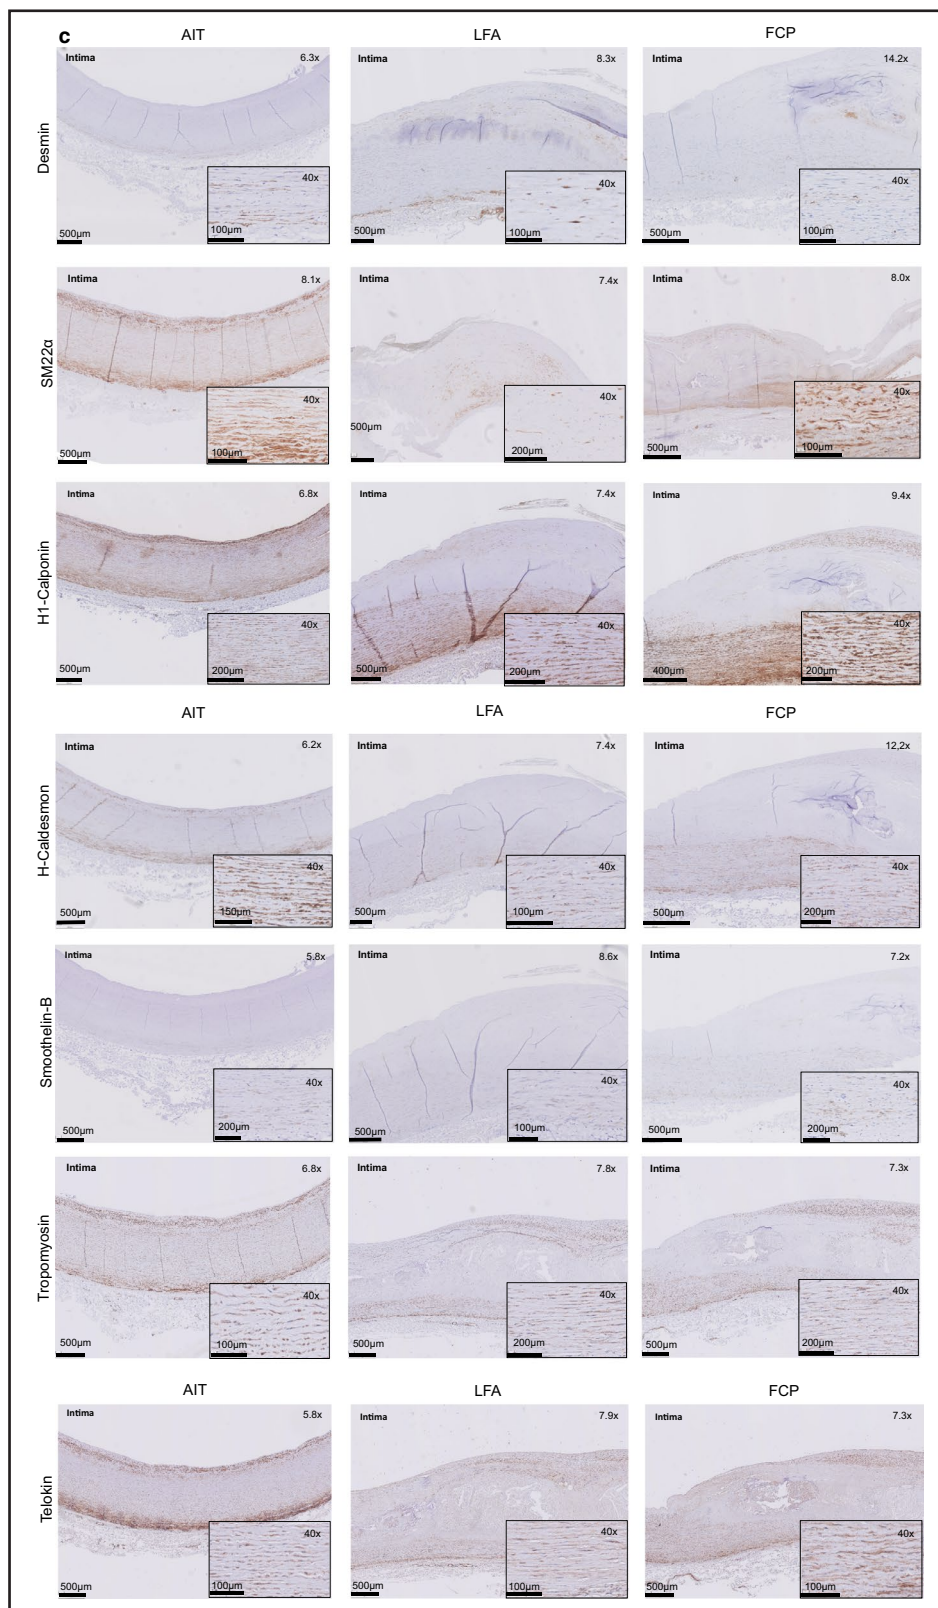 c
AIT LFA FCP
Desmin
Intima 6.3x
40x
500µm 100µm
Intima 8.3x
40x
500µm 100µm
Intima 14.2x
40x
500µm 100µm
SM22α
Intima 8.1x
40x
500µm 100µm
Intima 7.4x
40x
500µm 200µm
Intima 8.0x
40x
500µm 100µm
H1-Calponin
Intima 6.8x
40x
500µm 200µm
Intima 7.4x
40x
500µm 200µm
Intima 9.4x
40x
400µm 200µm
AIT LFA FCP
H-Caldesmon
Intima 6.2x
40x
500µm 150µm
Intima 7.4x
40x
500µm 100µm
Intima 12,2x
40x
500µm 200µm
Smoothelin-B
Intima 5.8x
40x
500µm 200µm
Intima 8.6x
40x
500µm 100µm
Intima 7.2x
40x
500µm 200µm
Tropomyosin
Intima 6.8x
40x
500µm 100µm
Intima 7.8x
40x
500µm 200µm
Intima 7.3x
40x
500µm 200µm
AIT LFA FCP
Telokin
Intima 5.8x
40x
500µm 100µm
Intima 7.9x
40x
500µm 100µm
Intima 7.3x
40x
500µm 100µm